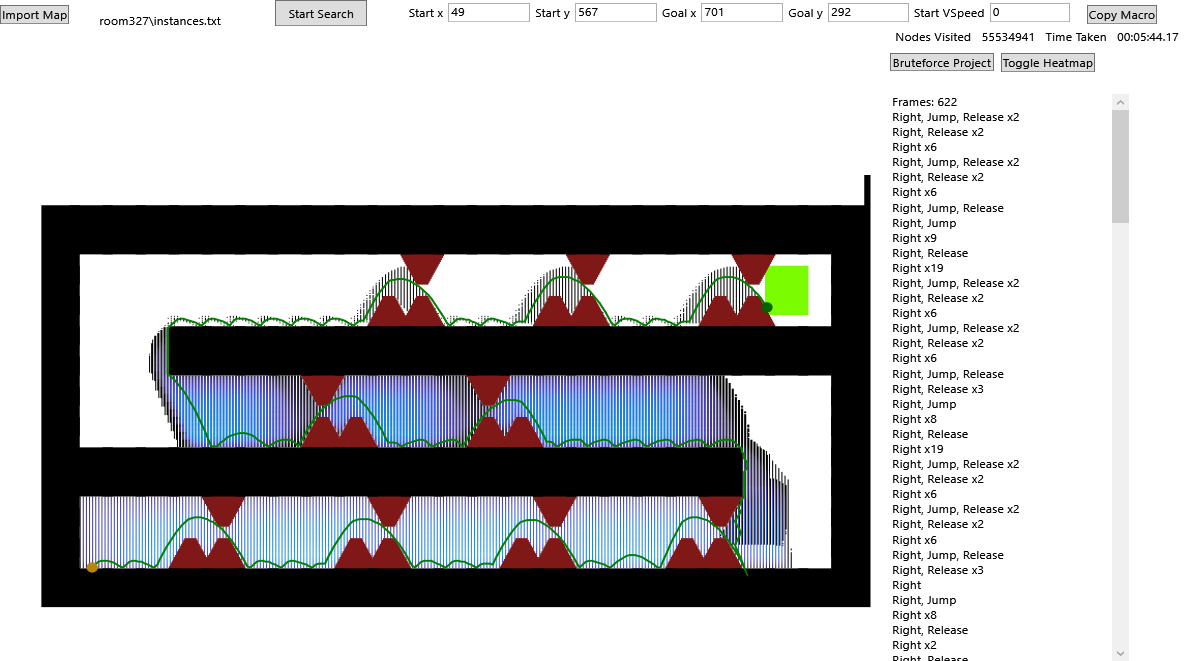 Import Map
room327\instances.txt
Start Search
Start x 49 Start y 567 Goal x 701 Goal y 292 Start VSpeed 0
Copy Macro
Nodes Visited 55534941 Time Taken 00:05:44.17
Bruteforce Project Toggle Heatmap
Frames: 622
Right, Jump, Release x2
Right, Release x2
Right x6
Right, Jump, Release x2
Right, Release x2
Right x6
Right, Jump, Release
Right, Jump
Right x9
Right, Release
Right x19
Right, Jump, Release x2
Right, Release x2
Right x6
Right, Jump, Release x2
Right, Release x2
Right x6
Right, Jump, Release
Right, Release x3
Right, Jump
Right x8
Right, Release
Right x19
Right, Jump, Release x2
Right, Release x2
Right x6
Right, Jump, Release x2
Right, Release x2
Right x6
Right, Jump, Release
Right, Release x3
Right
Right, Jump
Right x8
Right, Release
Right x2
Right, Release